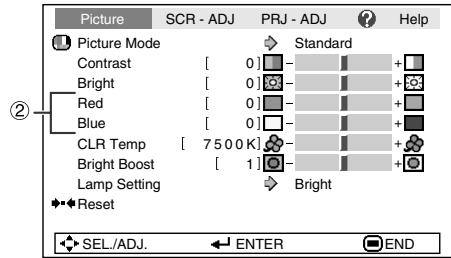 Picture SCR - ADJ PRJ - ADJ ? Help
Picture Mode Standard
Contrast [ 0] - +
Bright [ 0] - +
② Red [ 0] - +
Blue [ 0] - +
CLR Temp [ 7500K] - +
Bright Boost [ 1] - +
Lamp Setting Bright
Reset
SEL./ADJ. ENTER END